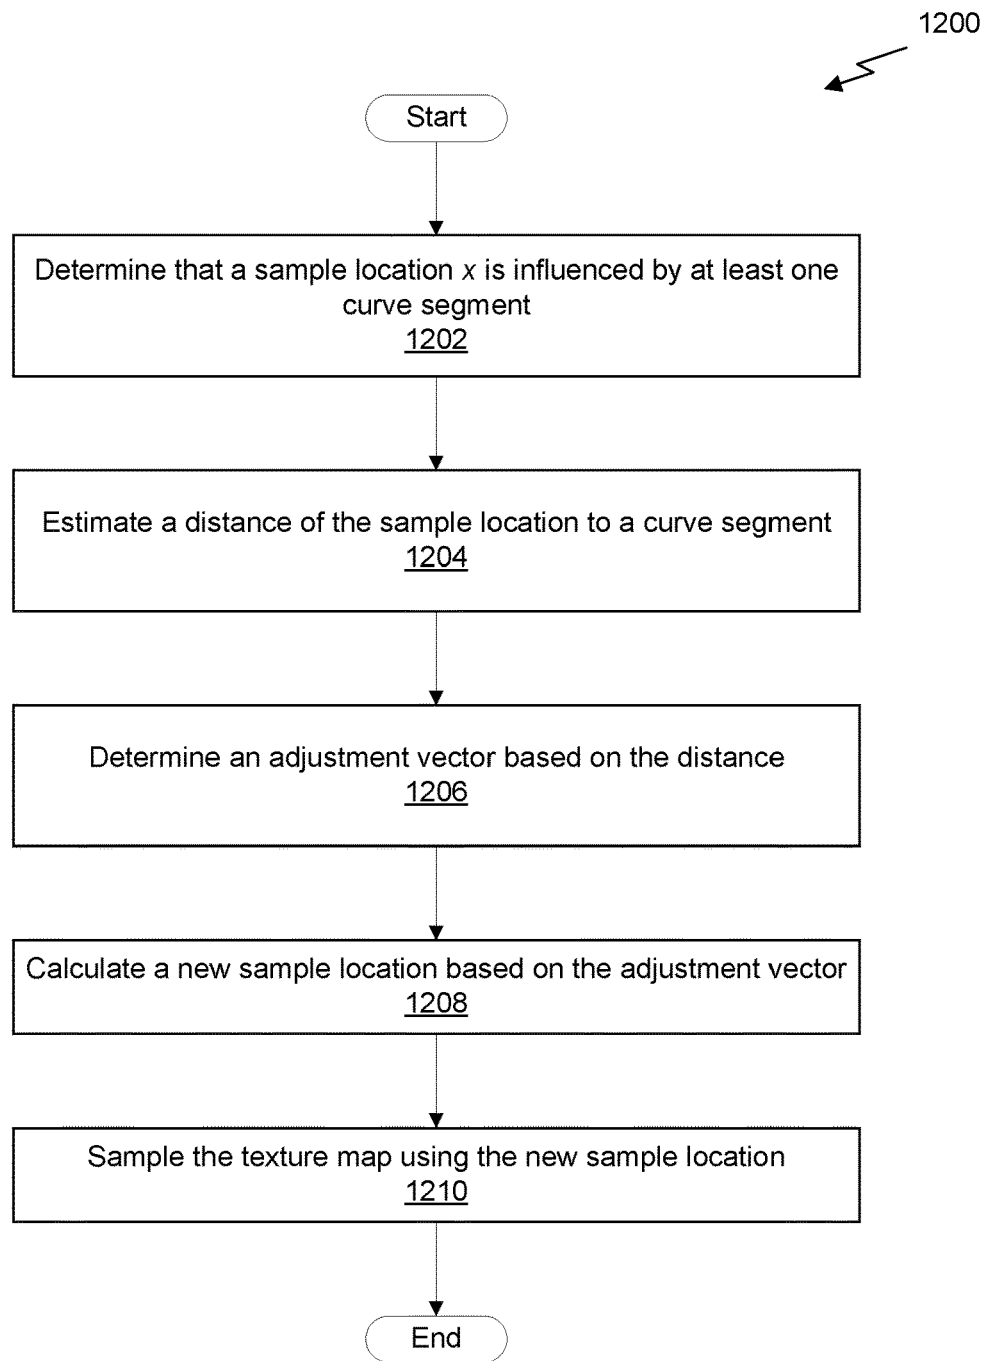 1200
Start
Determine that a sample location x is influenced by at least one
curve segment
1202
Estimate a distance of the sample location to a curve segment
1204
Determine an adjustment vector based on the distance
1206
Calculate a new sample location based on the adjustment vector
1208
Sample the texture map using the new sample location
1210
End